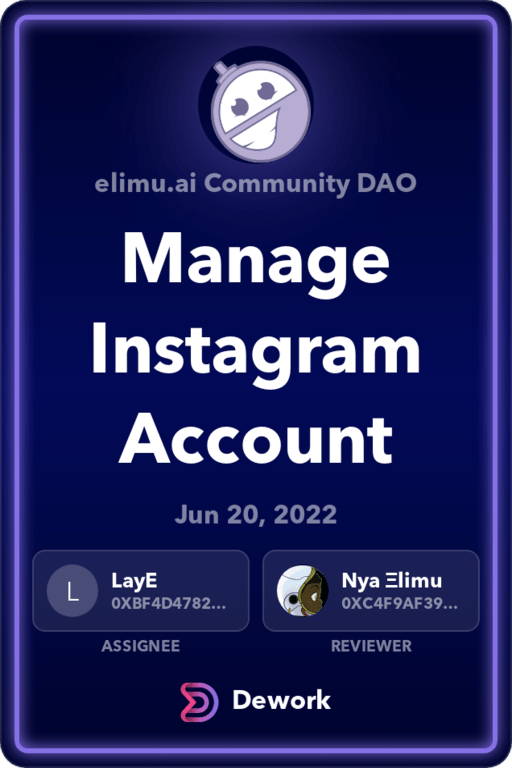 elimu.ai Community DAO
Manage
Instagram
Account
Jun 20, 2022
L
LayE
0XBF4D4782...
ASSIGNEE
Nya Ξlimu
0XC4F9AF39...
REVIEWER
Dework